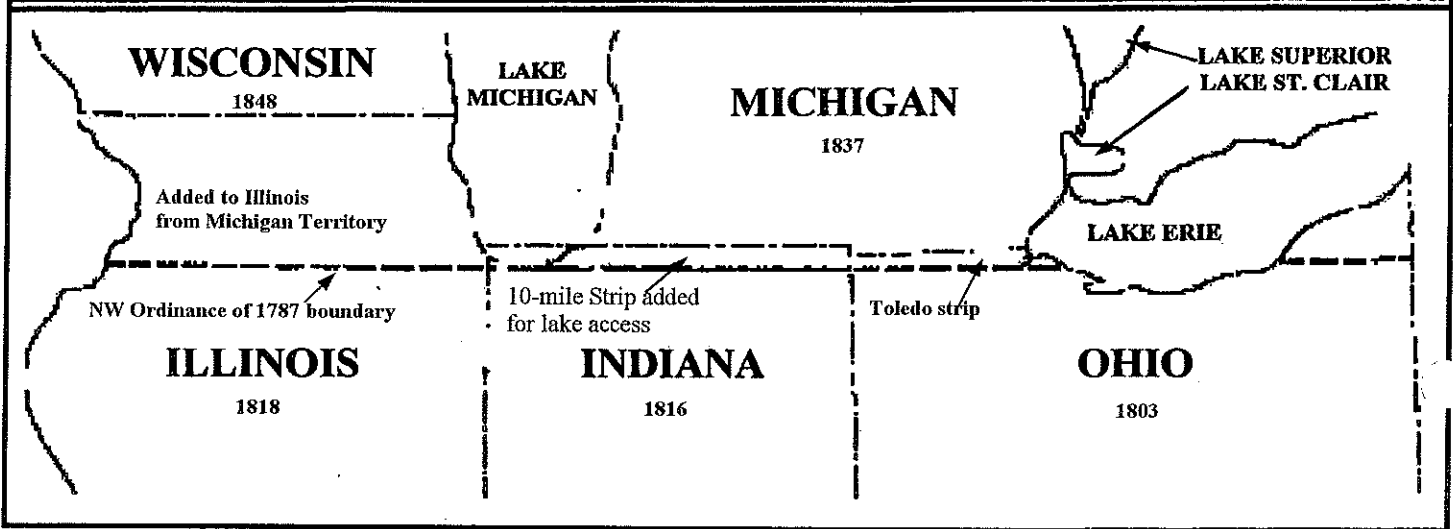 WISCONSIN
1848
LAKE
MICHIGAN
MICHIGAN
1837
LAKE SUPERIOR
LAKE ST. CLAIR
Added to Illinois
from Michigan Territory
LAKE ERIE
NW Ordinance of 1787 boundary
10-mile Strip added
for lake access
Toledo strip
ILLINOIS
1818
INDIANA
1816
OHIO
1803